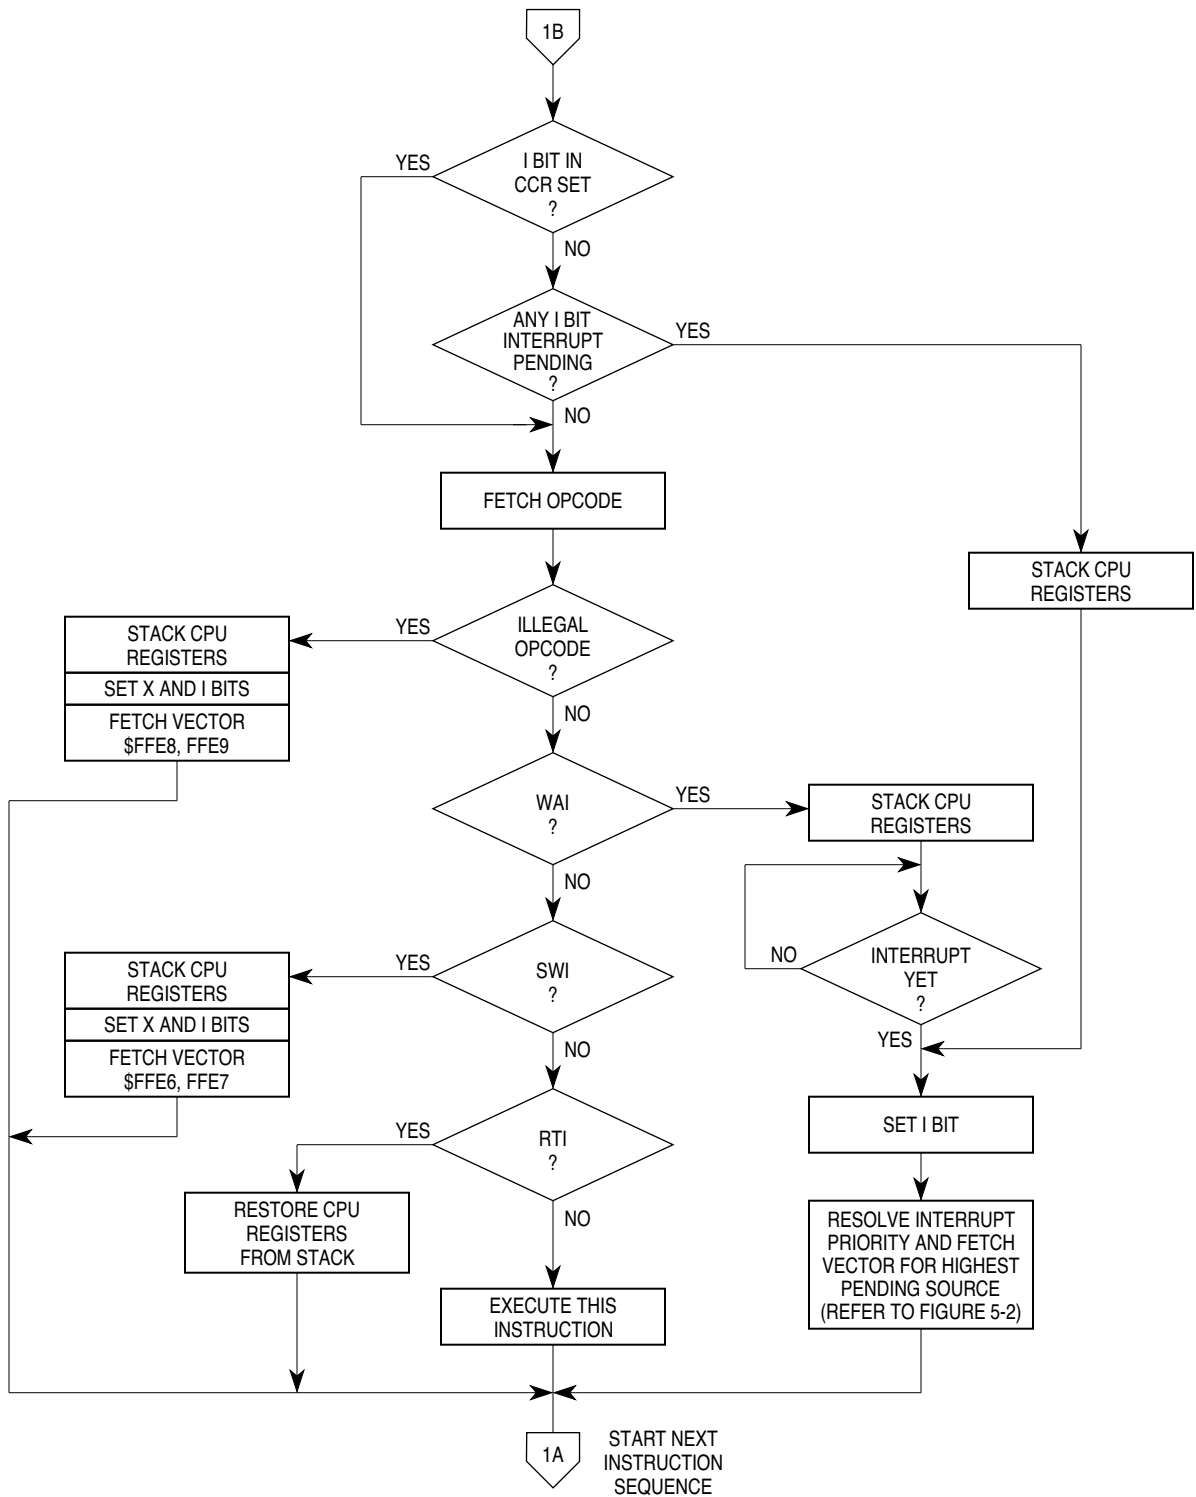 1B
I BIT IN
CCR SET
?
YES
NO
ANY I BIT
INTERRUPT
PENDING
?
YES
NO
FETCH OPCODE
STACK CPU
REGISTERS
ILLEGAL
OPCODE
?
YES
NO
STACK CPU
REGISTERS
SET X AND I BITS
FETCH VECTOR
$FFE8, FFE9
WAI
?
YES
NO
STACK CPU
REGISTERS
INTERRUPT
YET
?
NO
YES
SWI
?
YES
NO
STACK CPU
REGISTERS
SET X AND I BITS
FETCH VECTOR
$FFE6, FFE7
SET I BIT
RTI
?
YES
NO
RESTORE CPU
REGISTERS
FROM STACK
RESOLVE INTERRUPT
PRIORITY AND FETCH
VECTOR FOR HIGHEST
PENDING SOURCE
(REFER TO FIGURE 5-2)
EXECUTE THIS
INSTRUCTION
1A
START NEXT
INSTRUCTION
SEQUENCE